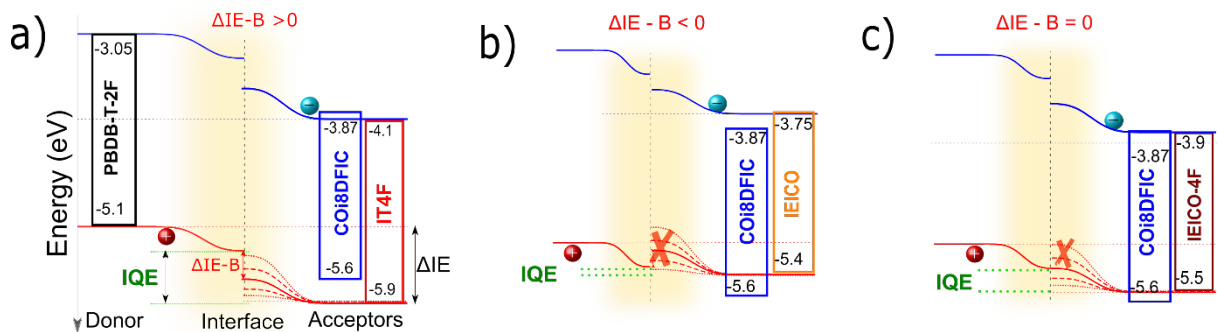 a)
ΔIE-B >0
-3.05
PBDB-T-2F
-5.1
Energy (eV)
-3.87
COi8DFIC
-5.6
-4.1
IT4F
-5.9
+
−
IQE
ΔIE-B
ΔIE
Donor
Interface
Acceptors
b)
ΔIE - B < 0
-3.87
COi8DFIC
-5.6
-3.75
IEICO
-5.4
+
−
IQE
c)
ΔIE - B = 0
-3.87
COi8DFIC
-5.6
-3.9
IEICO-4F
-5.5
+
−
IQE